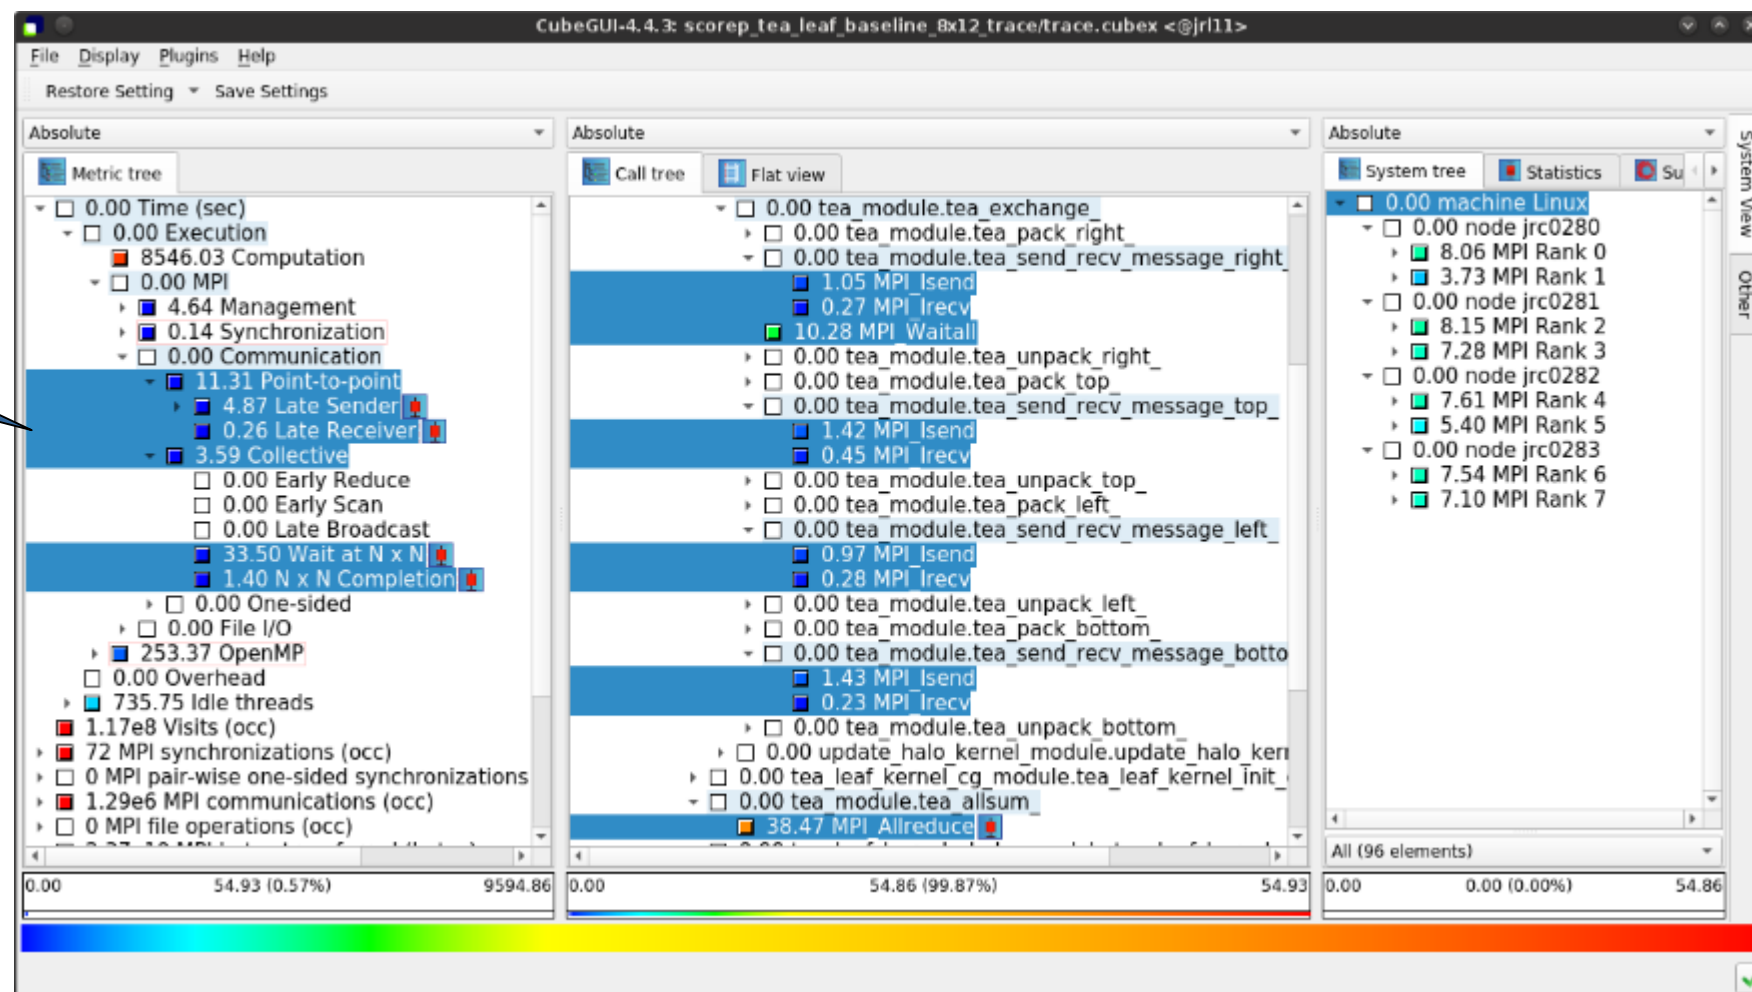 CubeGUI-4.4.3: scorep_tea_leaf_baseline_8x12_trace/trace.cubex <@jrl11>
File Display Plugins Help
Restore Setting Save Settings
Absolute
Metric tree
0.00 Time (sec)
0.00 Execution
8546.03 Computation
0.00 MPI
4.64 Management
0.14 Synchronization
0.00 Communication
11.31 Point-to-point
4.87 Late Sender
0.26 Late Receiver
3.59 Collective
0.00 Early Reduce
0.00 Early Scan
0.00 Late Broadcast
33.50 Wait at N x N
1.40 N x N Completion
0.00 One-sided
0.00 File I/O
253.37 OpenMP
0.00 Overhead
735.75 Idle threads
1.17e8 Visits (occ)
72 MPI synchronizations (occ)
0 MPI pair-wise one-sided synchronizations
1.29e6 MPI communications (occ)
0 MPI file operations (occ)
0.00 54.93 (0.57%) 9594.86
Absolute
Call tree Flat view
0.00 tea_module.tea_exchange_
0.00 tea_module.tea_pack_right_
0.00 tea_module.tea_send_recv_message_right_
1.05 MPI_Isend
0.27 MPI_Irecv
10.28 MPI_Waitall
0.00 tea_module.tea_unpack_right_
0.00 tea_module.tea_pack_top_
0.00 tea_module.tea_send_recv_message_top_
1.42 MPI_Isend
0.45 MPI_Irecv
0.00 tea_module.tea_unpack_top_
0.00 tea_module.tea_pack_left_
0.00 tea_module.tea_send_recv_message_left_
0.97 MPI_Isend
0.28 MPI_Irecv
0.00 tea_module.tea_unpack_left_
0.00 tea_module.tea_pack_bottom_
0.00 tea_module.tea_send_recv_message_botto
1.43 MPI_Isend
0.23 MPI_Irecv
0.00 tea_module.tea_unpack_bottom_
0.00 update_halo_kernel_module.update_halo_kern
0.00 tea_leaf_kernel_cg_module.tea_leaf_kernel_init_
0.00 tea_module.tea_allsum_
38.47 MPI_Allreduce
0.00 54.86 (99.87%) 54.93
Absolute
System tree Statistics Su
0.00 machine Linux
0.00 node jrc0280
8.06 MPI Rank 0
3.73 MPI Rank 1
0.00 node jrc0281
8.15 MPI Rank 2
7.28 MPI Rank 3
0.00 node jrc0282
7.61 MPI Rank 4
5.40 MPI Rank 5
0.00 node jrc0283
7.54 MPI Rank 6
7.10 MPI Rank 7
All (96 elements)
0.00 0.00 (0.00%) 54.86
System View
Other